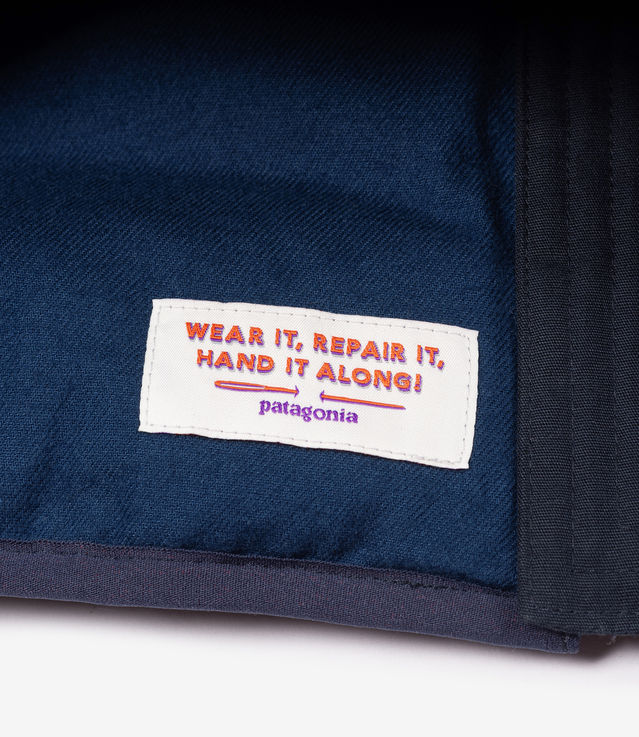 WEAR IT, REPAIR IT,
HAND IT ALONG!
patagonia